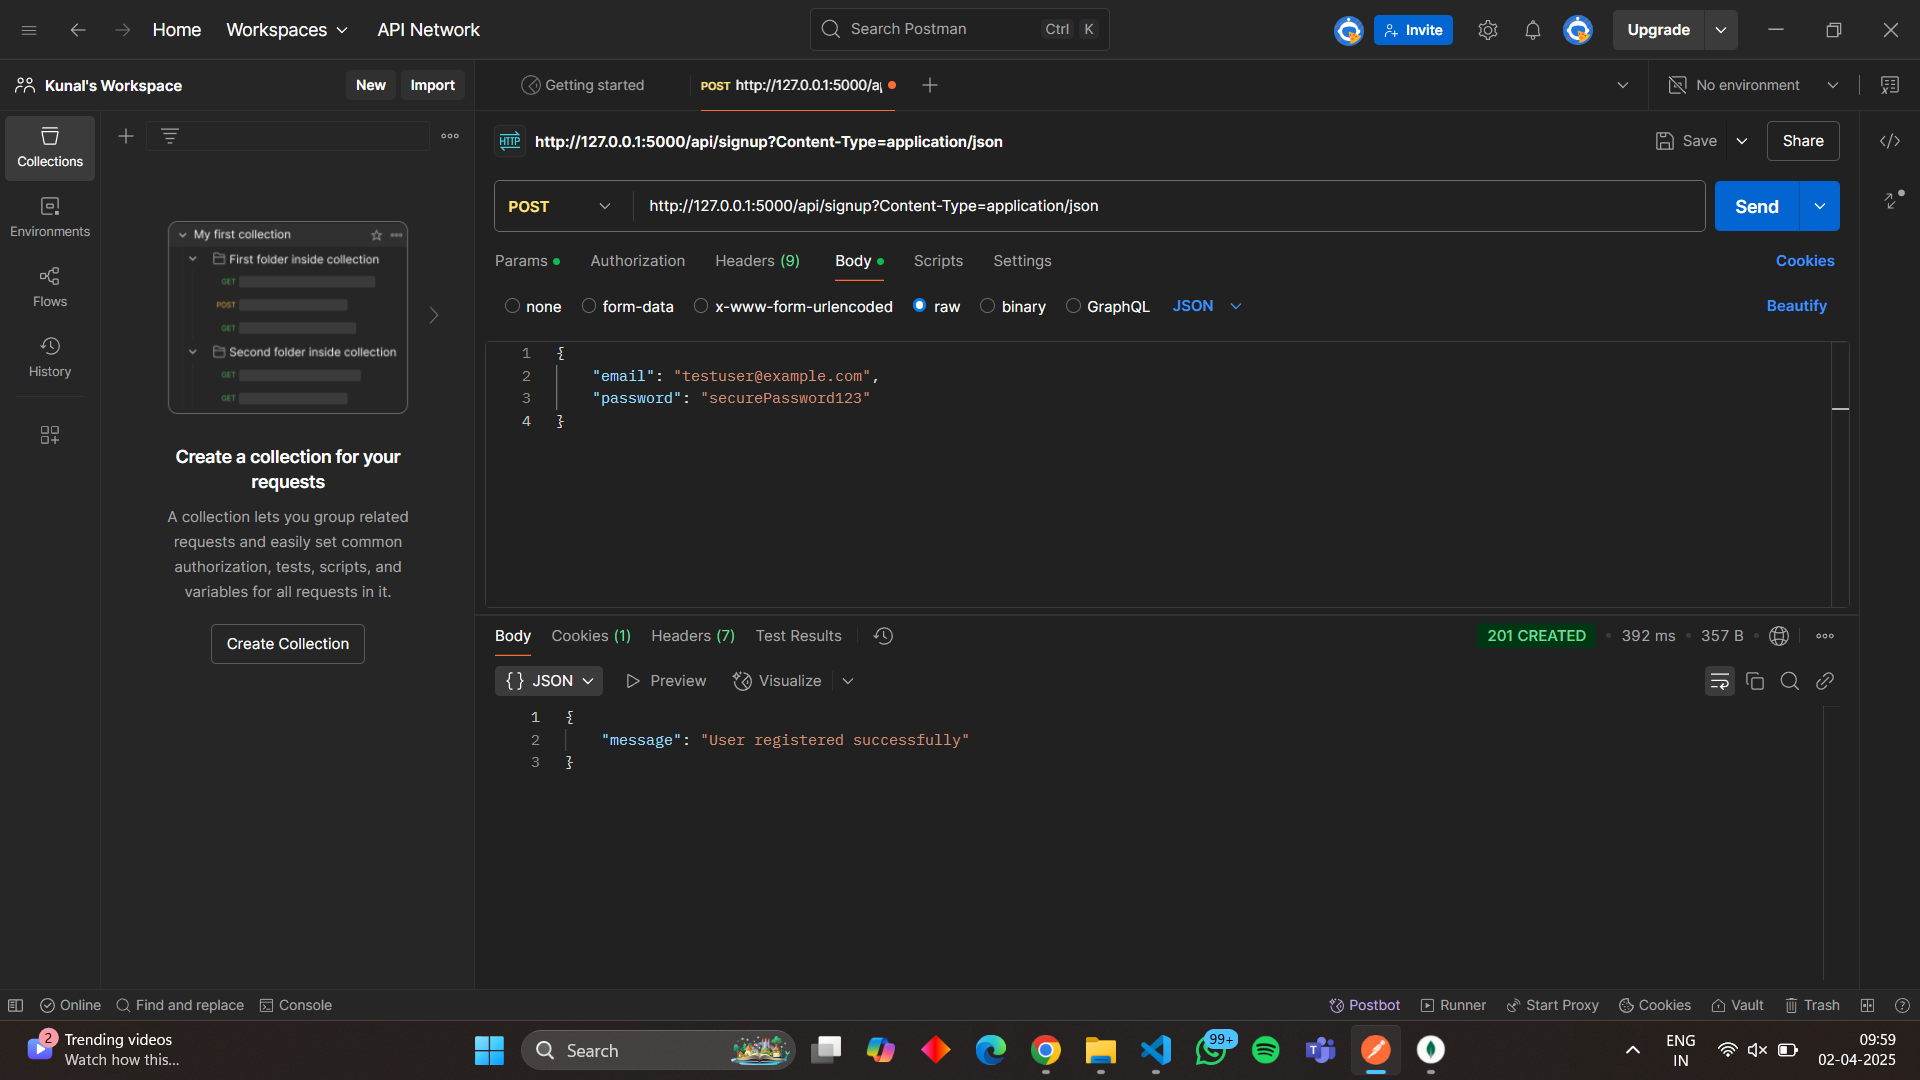 Home
Workspaces
API Network
Search Postman
Ctrl
K
Invite
Upgrade
Kunal's Workspace
New
Import
Getting started
POST http://127.0.0.1:5000/a
No environment
Collections
Environments
Flows
History
My first collection
First folder inside collection
GET
POST
GET
Second folder inside collection
GET
GET
Create a collection for your
requests
A collection lets you group related
requests and easily set common
authorization, tests, scripts, and
variables for all requests in it.
Create Collection
HTTP
http://127.0.0.1:5000/api/signup?Content-Type=application/json
Save
Share
POST
http://127.0.0.1:5000/api/signup?Content-Type=application/json
Send
Params
Authorization
Headers (9)
Body
Scripts
Settings
Cookies
none
form-data
x-www-form-urlencoded
raw
binary
GraphQL
JSON
Beautify
1 {
2 "email": "testuser@example.com",
3 "password": "securePassword123"
4 }
Body
Cookies (1)
Headers (7)
Test Results
201 CREATED
392 ms
357 B
{} JSON
Preview
Visualize
1 {
2 "message": "User registered successfully"
3 }
Online
Find and replace
Console
Postbot
Runner
Start Proxy
Cookies
Vault
Trash
2
Trending videos
Watch how this...
Search
99+
ENG
IN
09:59
02-04-2025